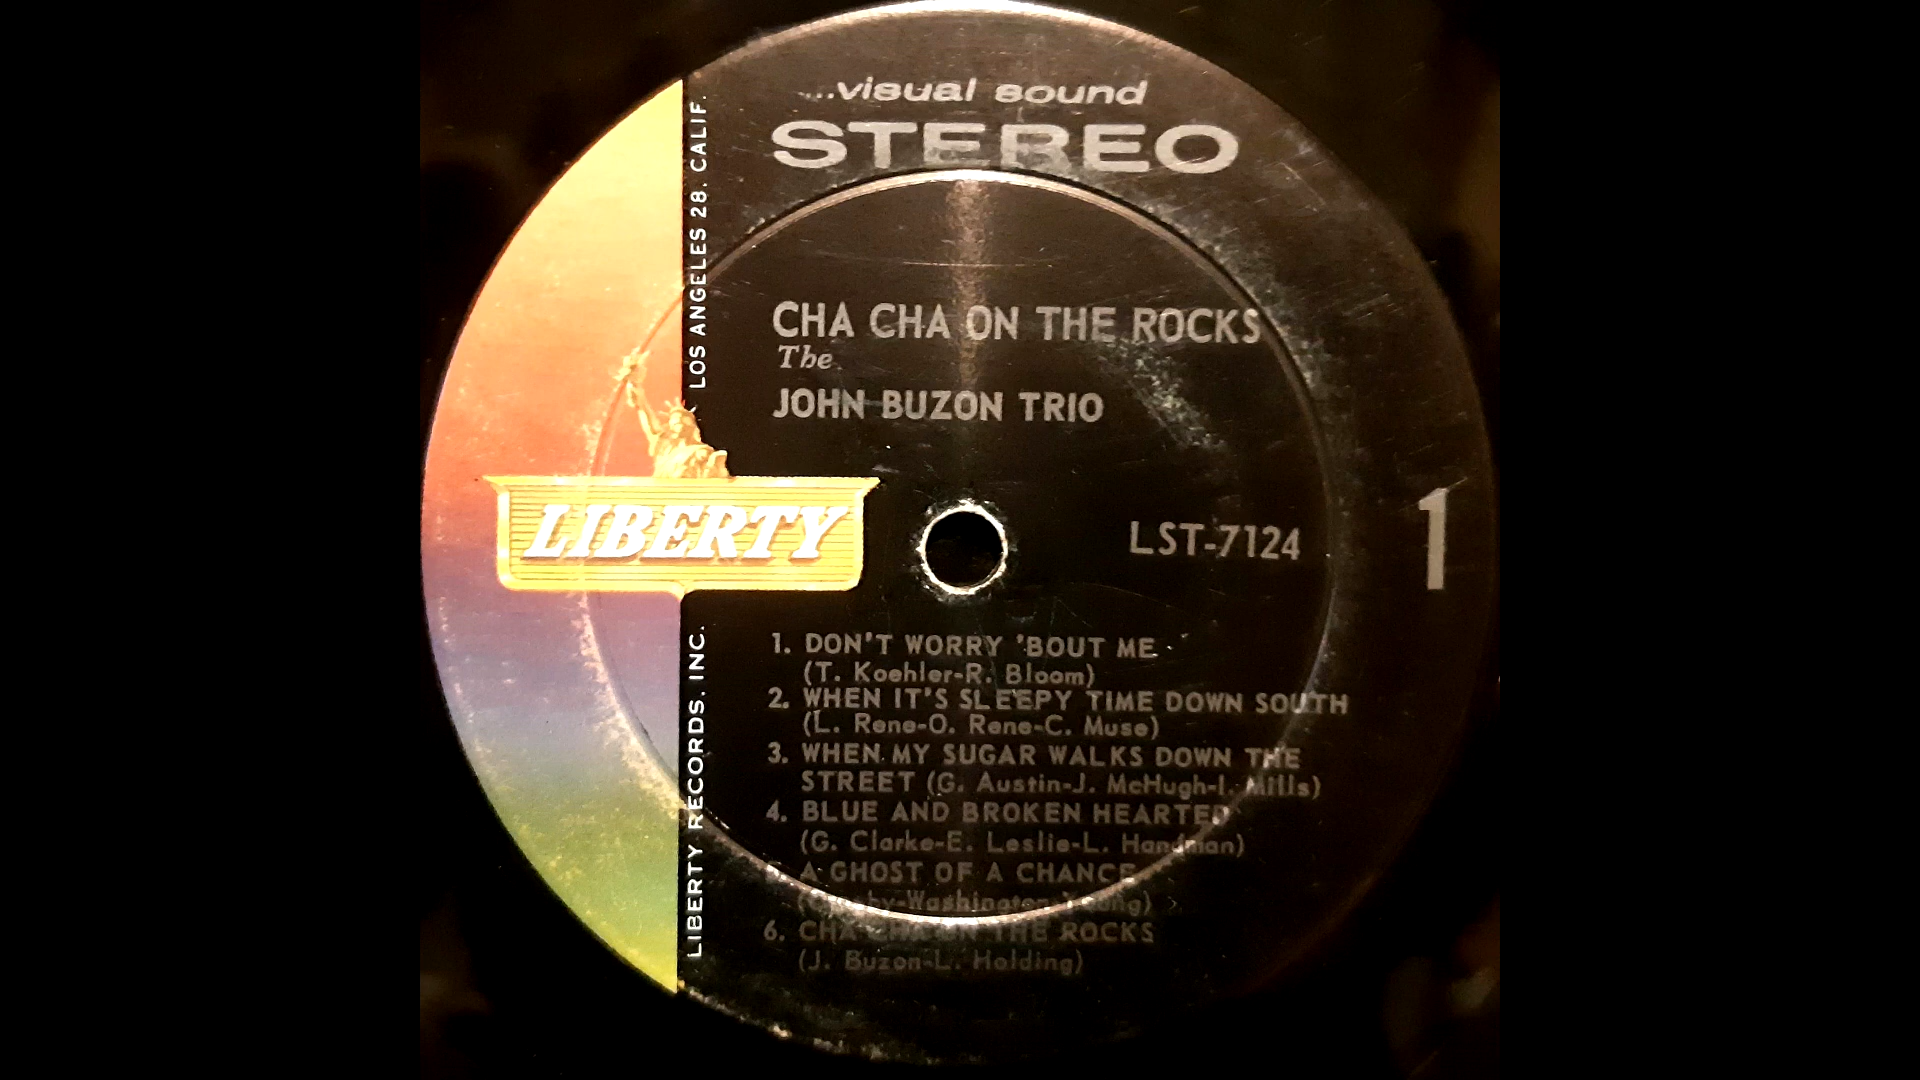 ...visual sound
STEREO
LOS ANGELES 28, CALIF.
CHA CHA ON THE ROCKS
The
JOHN BUZON TRIO
LIBERTY
LST-7124
1
LIBERTY RECORDS, INC.
1. DON'T WORRY 'BOUT ME
(T. Koehler-R. Bloom)
2. WHEN IT'S SLEEPY TIME DOWN SOUTH
(L. Rene-O. Rene-C. Muse)
3. WHEN MY SUGAR WALKS DOWN THE
STREET (G. Austin-J. McHugh-I. Mills)
4. BLUE AND BROKEN HEARTED
(G. Clarke-E. Leslie-L. Handman)
A GHOST OF A CHANCE
(Crosby-Washington-Young)
6. CHA CHA ON THE ROCKS
(J. Buzon-L. Holding)